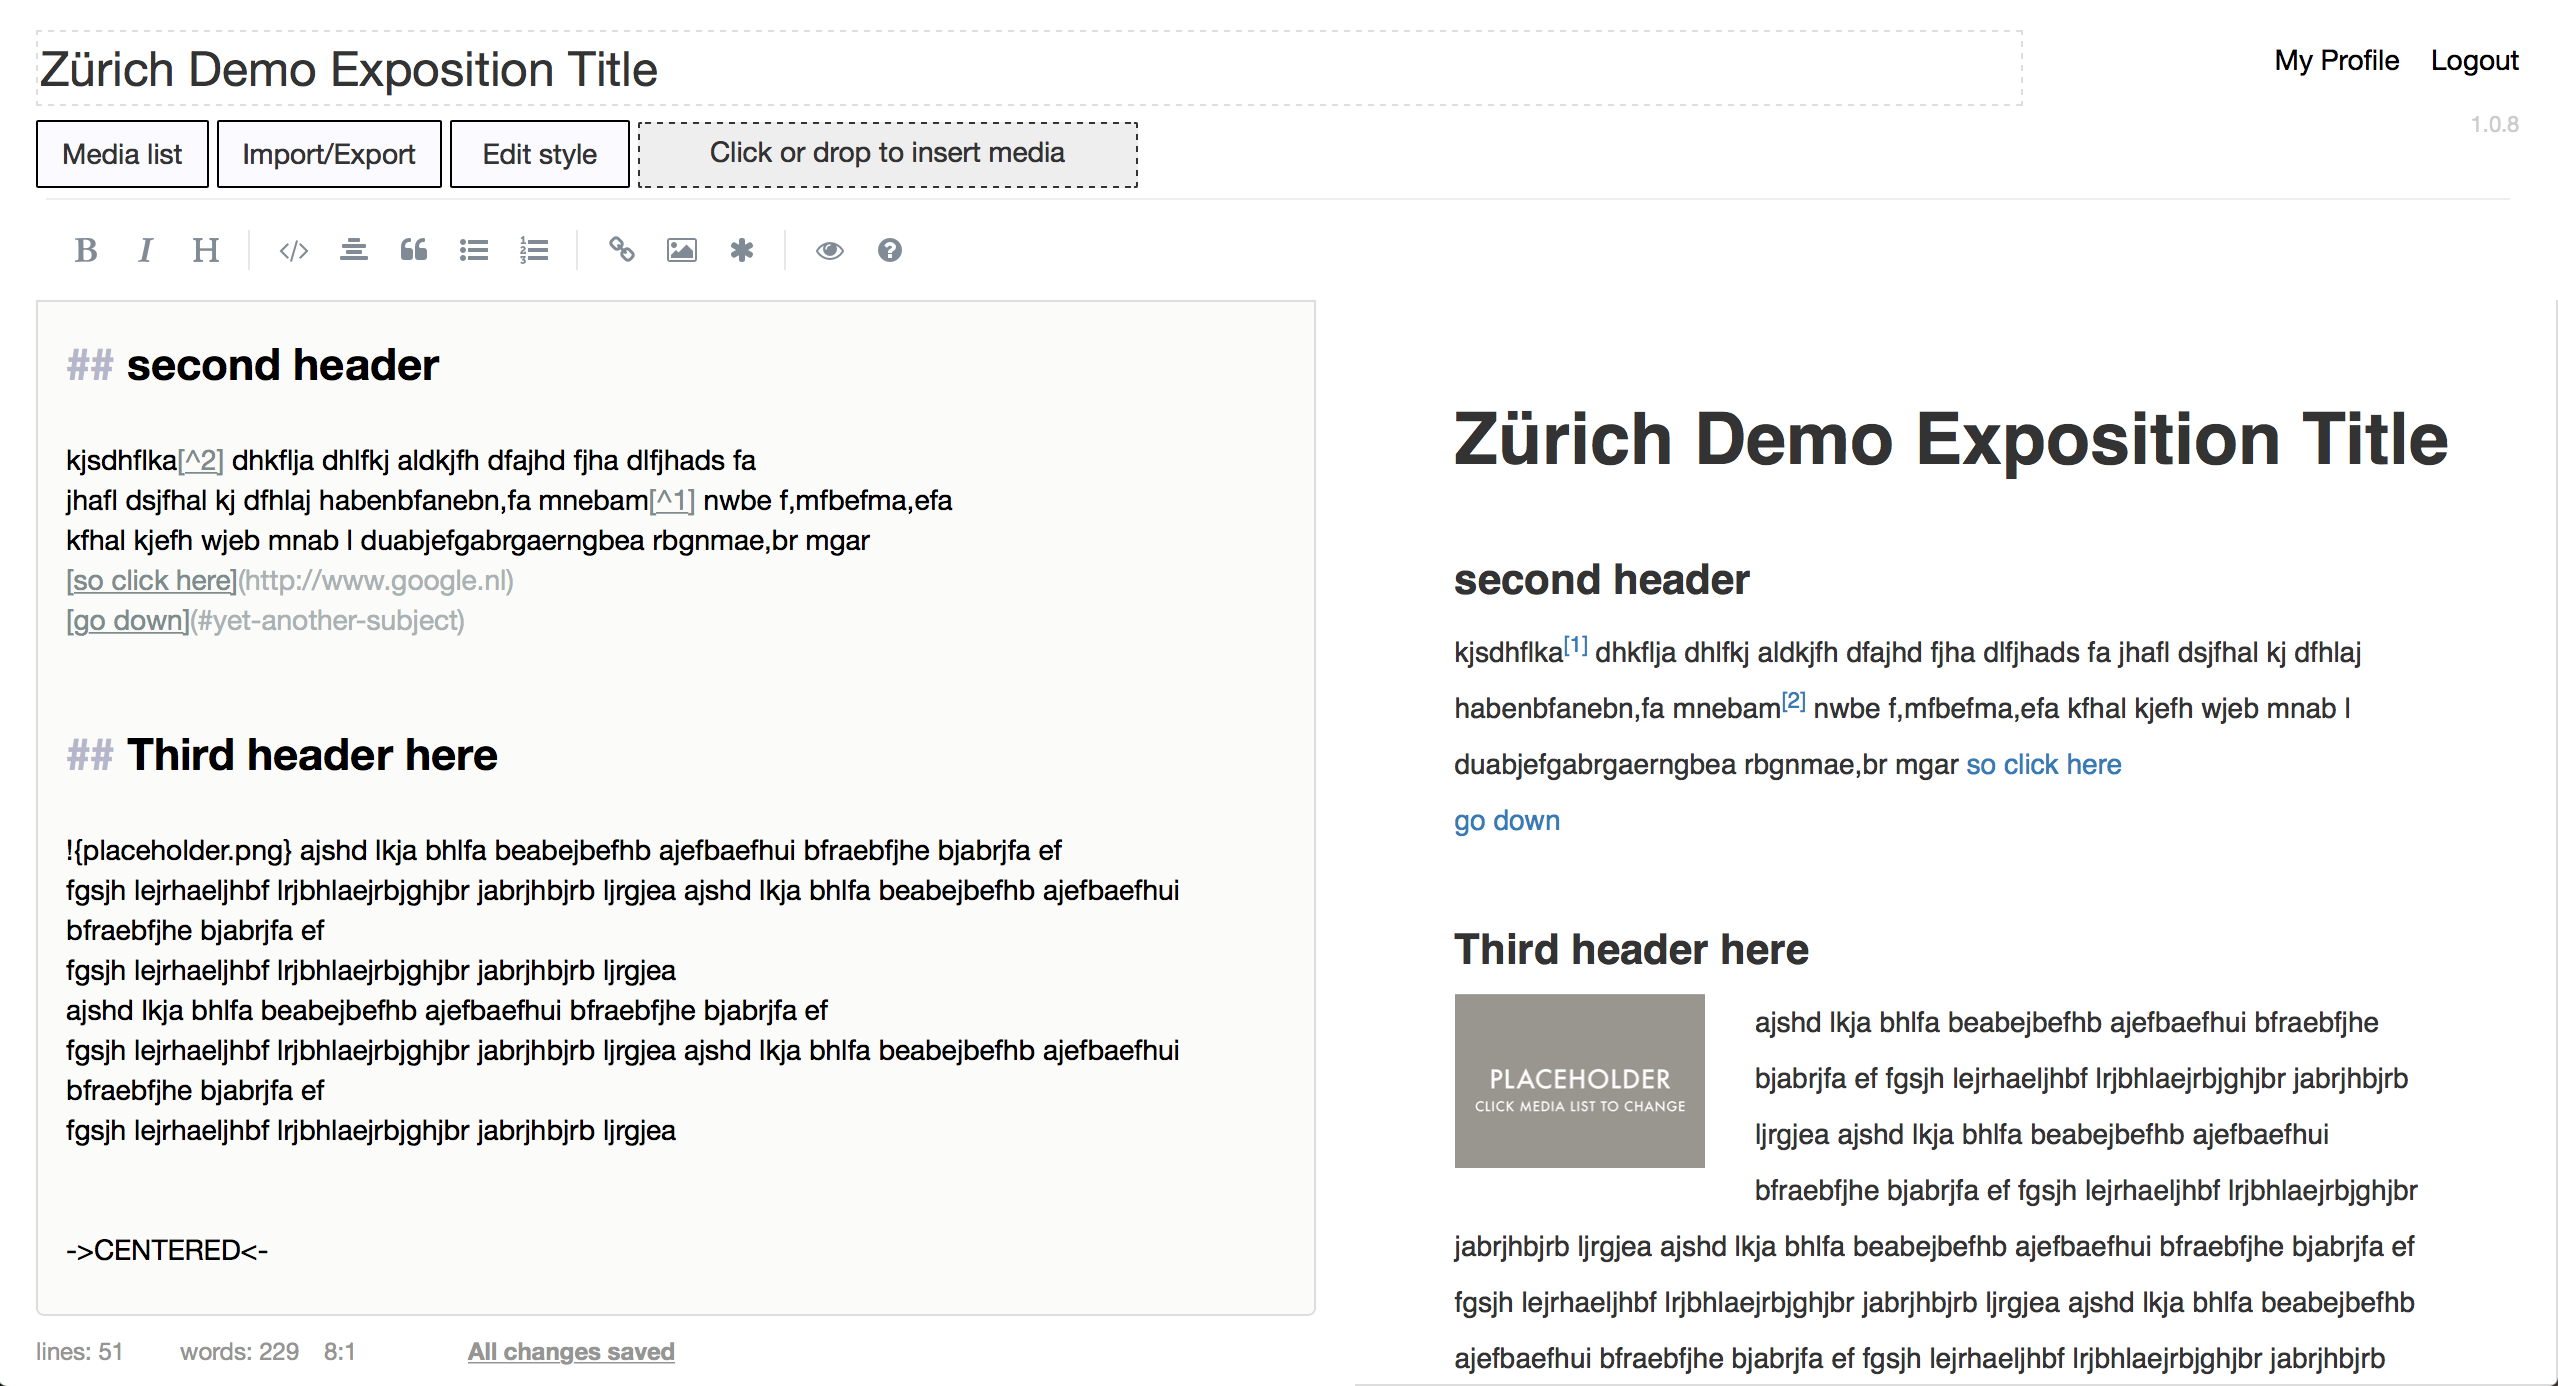 Zürich Demo Exposition Title
My Profile Logout
1.0.8
Media list Import/Export Edit style Click or drop to insert media
B I H
## second header
kjsdhflka[^2] dhkflja dhlfkj aldkjfh dfajhd fjha dlfjhads fa
jhafl dsjfhal kj dfhlaj habenbfanebn,fa mnebam[^1] nwbe f,mfbefma,efa
kfhal kjefh wjeb mnab l duabjefgabrgaerngbea rbgnmae,br mgar
[so click here](http://www.google.nl)
[go down](#yet-another-subject)
## Third header here
!{placeholder.png} ajshd lkja bhlfa beabejbefhb ajefbaefhui bfraebfjhe bjabrjfa ef
fgsjh lejrhaeljhbf lrjbhlaejrbjghjbr jabrjhbjrb ljrgjea ajshd lkja bhlfa beabejbefhb ajefbaefhui
bfraebfjhe bjabrjfa ef
fgsjh lejrhaeljhbf lrjbhlaejrbjghjbr jabrjhbjrb ljrgjea
ajshd lkja bhlfa beabejbefhb ajefbaefhui bfraebfjhe bjabrjfa ef
fgsjh lejrhaeljhbf lrjbhlaejrbjghjbr jabrjhbjrb ljrgjea ajshd lkja bhlfa beabejbefhb ajefbaefhui
bfraebfjhe bjabrjfa ef
fgsjh lejrhaeljhbf lrjbhlaejrbjghjbr jabrjhbjrb ljrgjea
->CENTERED<-
lines: 51 words: 229 8:1 All changes saved
Zürich Demo Exposition Title
second header
kjsdhflka[1] dhkflja dhlfkj aldkjfh dfajhd fjha dlfjhads fa jhafl dsjfhal kj dfhlaj
habenbfanebn,fa mnebam[2] nwbe f,mfbefma,efa kfhal kjefh wjeb mnab l
duabjefgabrgaerngbea rbgnmae,br mgar so click here
go down
Third header here
PLACEHOLDER
CLICK MEDIA LIST TO CHANGE
ajshd lkja bhlfa beabejbefhb ajefbaefhui bfraebfjhe
bjabrjfa ef fgsjh lejrhaeljhbf lrjbhlaejrbjghjbr jabrjhbjrb
ljrgjea ajshd lkja bhlfa beabejbefhb ajefbaefhui
bfraebfjhe bjabrjfa ef fgsjh lejrhaeljhbf lrjbhlaejrbjghjbr
jabrjhbjrb ljrgjea ajshd lkja bhlfa beabejbefhb ajefbaefhui bfraebfjhe bjabrjfa ef
fgsjh lejrhaeljhbf lrjbhlaejrbjghjbr jabrjhbjrb ljrgjea ajshd lkja bhlfa beabejbefhb
ajefbaefhui bfraebfjhe bjabrjfa ef fgsjh lejrhaeljhbf lrjbhlaejrbjghjbr jabrjhbjrb